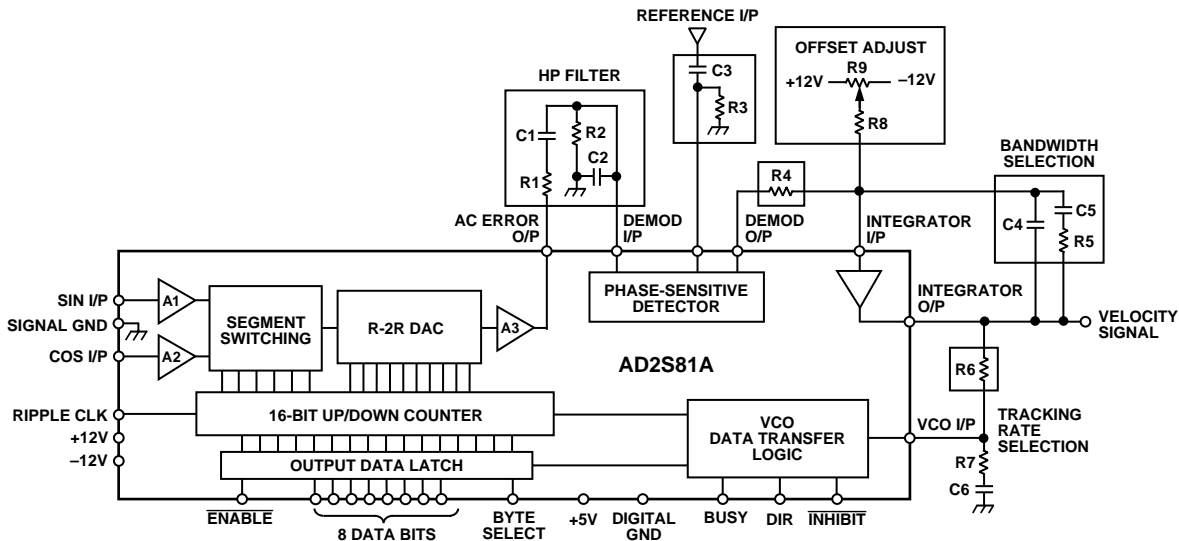 REFERENCE I/P
OFFSET ADJUST
R9
+12V
–12V
R8
HP FILTER
C3
R3
C1
R2
C2
R1
BANDWIDTH
SELECTION
R4
C4
C5
R5
AC ERROR
O/P
DEMOD
I/P
DEMOD
O/P
INTEGRATOR
I/P
PHASE-SENSITIVE
DETECTOR
INTEGRATOR
O/P
VELOCITY
SIGNAL
SIN I/P
A1
SIGNAL GND
COS I/P
A2
SEGMENT
SWITCHING
R-2R DAC
A3
AD2S81A
R6
RIPPLE CLK
16-BIT UP/DOWN COUNTER
+12V
–12V
OUTPUT DATA LATCH
VCO
DATA TRANSFER
LOGIC
VCO I/P
TRACKING
RATE
SELECTION
R7
C6
ENABLE
8 DATA BITS
BYTE
SELECT
+5V
DIGITAL
GND
BUSY
DIR
INHIBIT